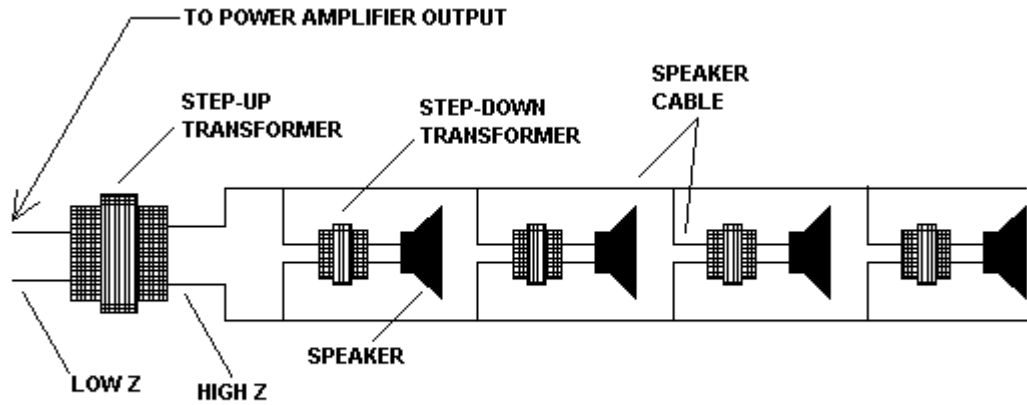 TO POWER AMPLIFIER OUTPUT
STEP-UP
TRANSFORMER
STEP-DOWN
TRANSFORMER
SPEAKER
CABLE
SPEAKER
LOW Z
HIGH Z